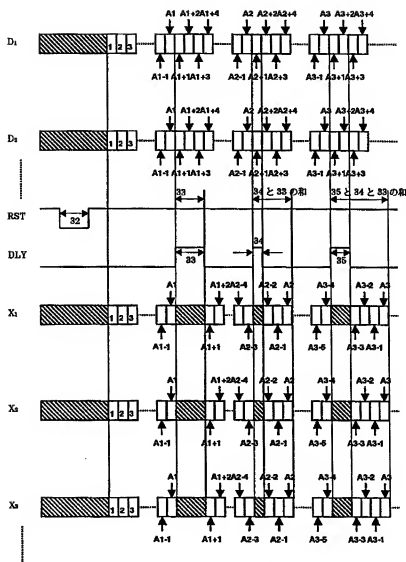 A1 A1+2A1+4 A2 A2+2A2+4 A3 A3+2A3+4
D1 1 2 3
A1-1 A1+1A1+3 A2-1 A2+1A2+3 A3-1 A3+1A3+3
A1 A1+2A1+4 A2 A2+2A2+4 A3 A3+2A3+4
D2 1 2 3
A1-1 A1+1A1+3 A2-1 A2+1A2+3 A3-1 A3+1A3+3
33 34 と 33 の和 35 と 34 と 33 の和
RST 32
DLY 33 34 35
A1 A1+2A2-4 A2-2 A2 A3-4 A3-2 A3
X1 1 2 3
A1-1 A1+1 A2-3 A2-1 A3-5 A3-3 A3-1
A1 A1+2A2-4 A2-2 A2 A3-4 A3-2 A3
X2 1 2 3
A1-1 A1+1 A2-3 A2-1 A3-5 A3-3 A3-1
A1 A1+2A2-4 A2-2 A2 A3-4 A3-2 A3
X3 1 2 3
A1-1 A1+1 A2-3 A2-1 A3-5 A3-3 A3-1